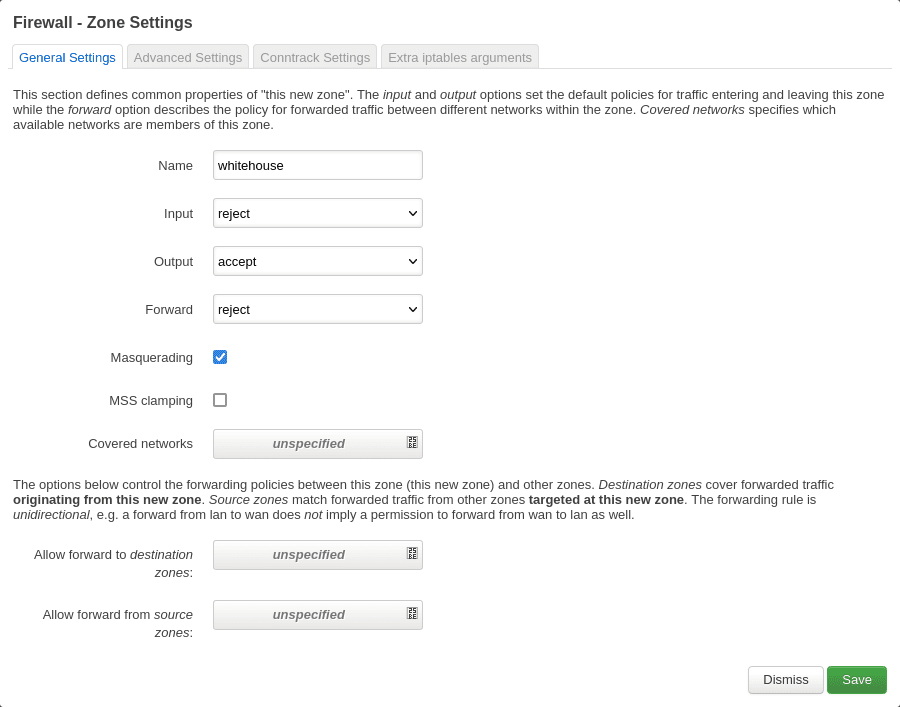 Firewall - Zone Settings
General Settings Advanced Settings Conntrack Settings Extra iptables arguments
This section defines common properties of "this new zone". The input and output options set the default policies for traffic entering and leaving this zone
while the forward option describes the policy for forwarded traffic between different networks within the zone. Covered networks specifies which
available networks are members of this zone.
Name whitehouse
Input reject
Output accept
Forward reject
Masquerading
MSS clamping
Covered networks unspecified
The options below control the forwarding policies between this zone (this new zone) and other zones. Destination zones cover forwarded traffic
originating from this new zone. Source zones match forwarded traffic from other zones targeted at this new zone. The forwarding rule is
unidirectional, e.g. a forward from lan to wan does not imply a permission to forward from wan to lan as well.
Allow forward to destination unspecified
zones:
Allow forward from source unspecified
zones:
Dismiss Save